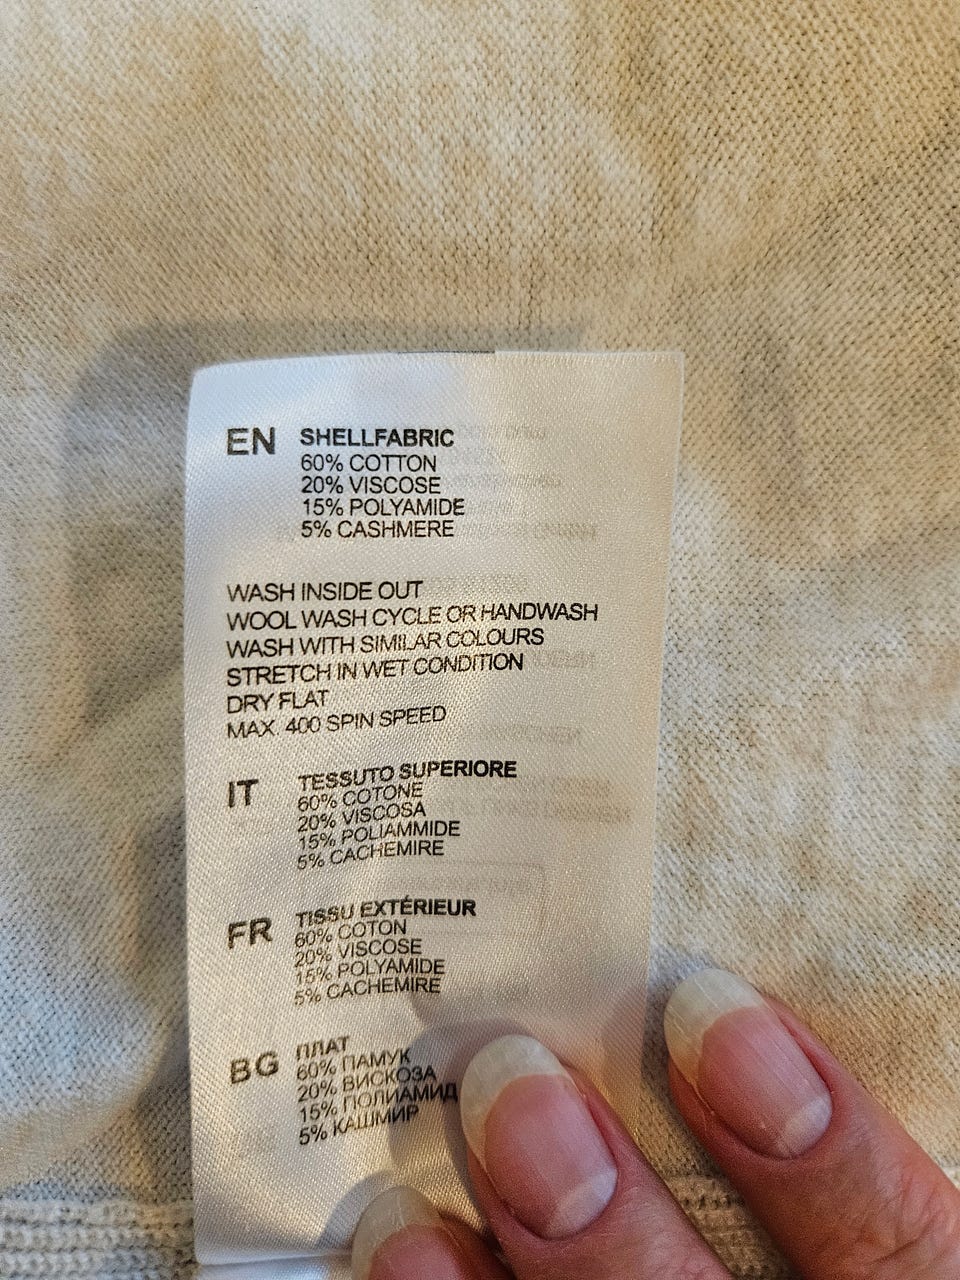 EN SHELLFABRIC
60% COTTON
20% VISCOSE
15% POLYAMIDE
5% CASHMERE
WASH INSIDE OUT
WOOL WASH CYCLE OR HANDWASH
WASH WITH SIMILAR COLOURS
STRETCH IN WET CONDITION
DRY FLAT
MAX. 400 SPIN SPEED
IT TESSUTO SUPERIORE
60% COTONE
20% VISCOSA
15% POLIAMMIDE
5% CACHEMIRE
FR TISSU EXTÉRIEUR
60% COTON
20% VISCOSE
15% POLYAMIDE
5% CACHEMIRE
BG ПЛАТ
60% ПАМУК
20% ВИСКОЗА
15% ПОЛИАМИД
5% КАШМИР